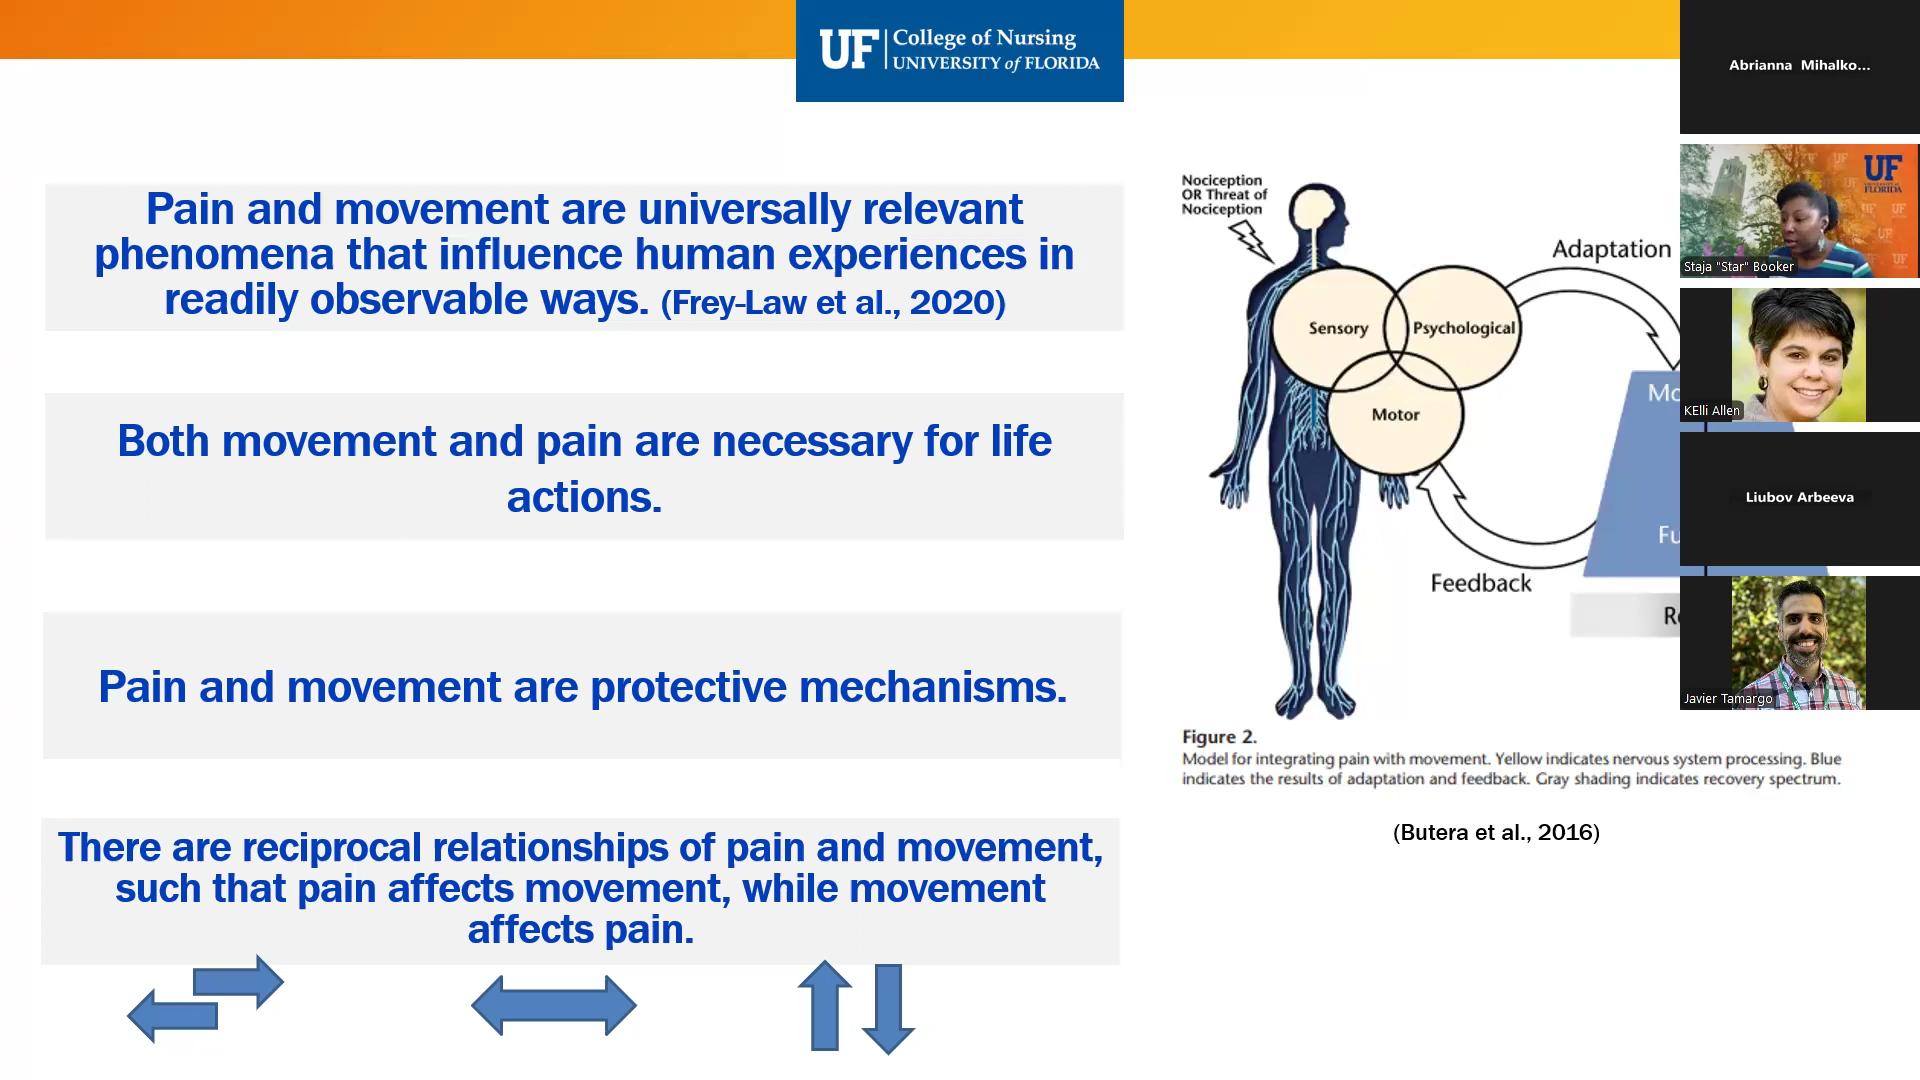 UF College of Nursing
UNIVERSITY of FLORIDA
Pain and movement are universally relevant
phenomena that influence human experiences in
readily observable ways. (Frey-Law et al., 2020)
Both movement and pain are necessary for life
actions.
Pain and movement are protective mechanisms.
There are reciprocal relationships of pain and movement,
such that pain affects movement, while movement
affects pain.
Nociception
OR Threat of
Nociception
Sensory
Psychological
Motor
Adaptation
Feedback
Figure 2.
Model for integrating pain with movement. Yellow indicates nervous system processing. Blue
indicates the results of adaptation and feedback. Gray shading indicates recovery spectrum.
(Butera et al., 2016)
Abrianna Mihalko...
UF
UNIVERSITY of
FLORIDA
Staja "Star" Booker
KElli Allen
Liubov Arbeeva
Javier Tamargo